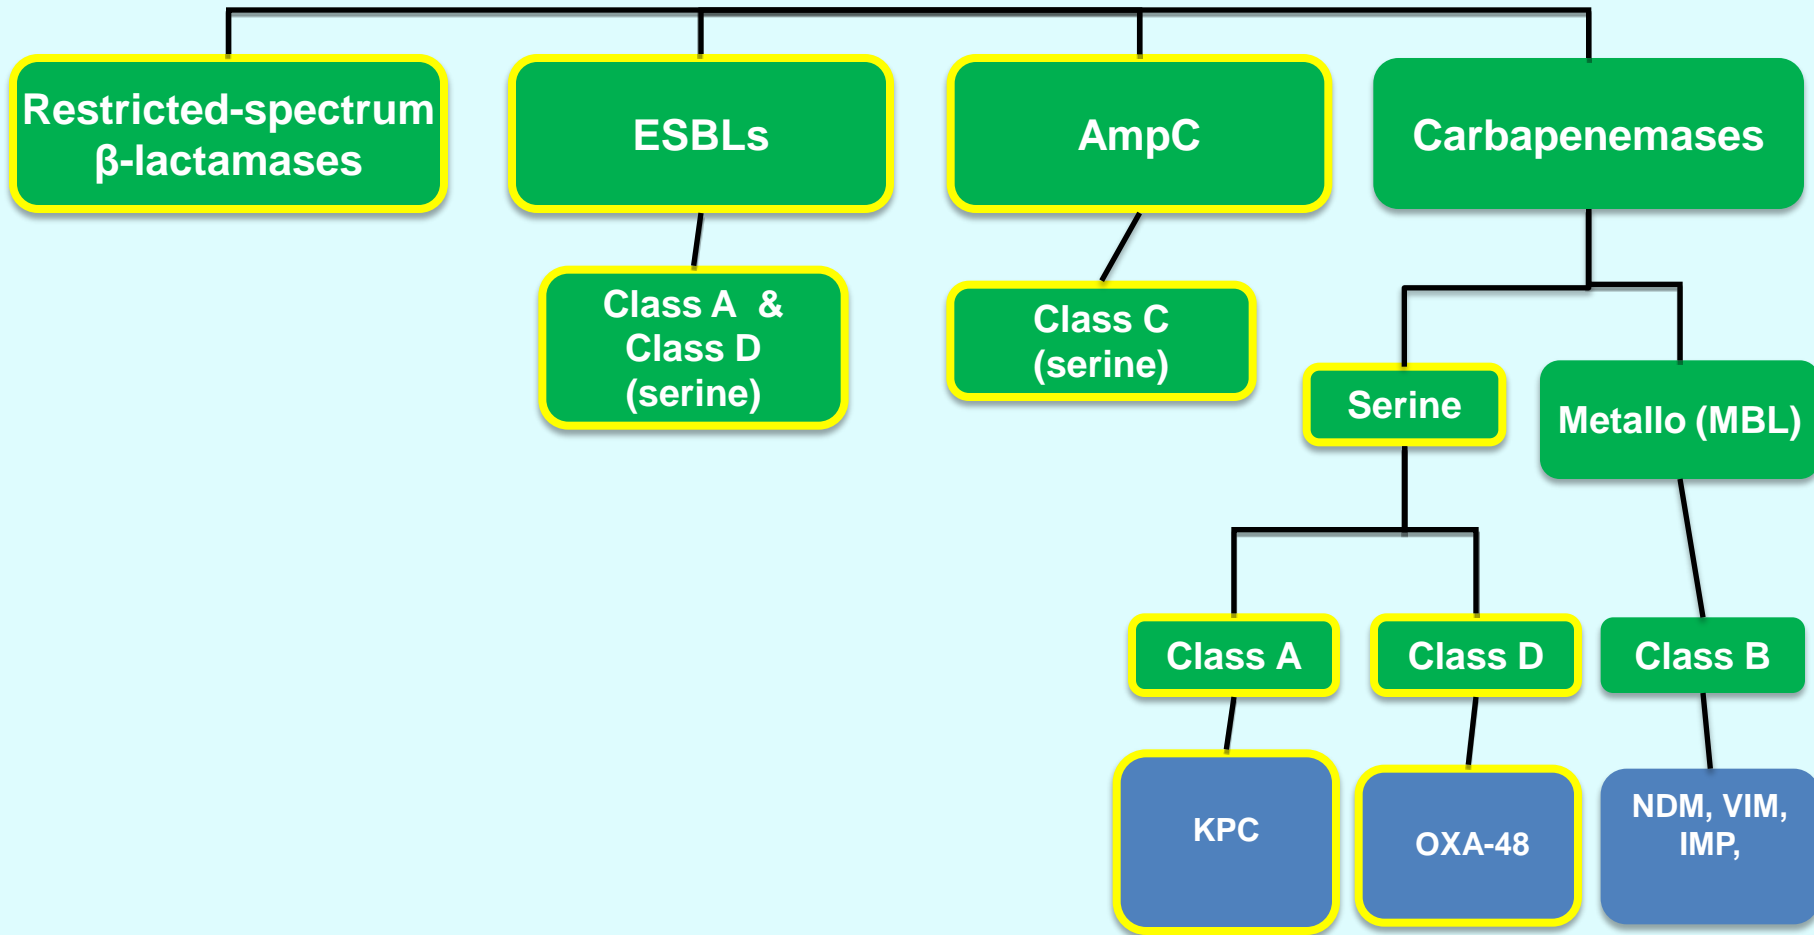 Restricted-spectrum
β-lactamases
ESBLs
AmpC
Carbapenemases
Class A &
Class D
(serine)
Class C
(serine)
Serine
Metallo (MBL)
Class A
Class D
Class B
KPC
OXA-48
NDM, VIM,
IMP,